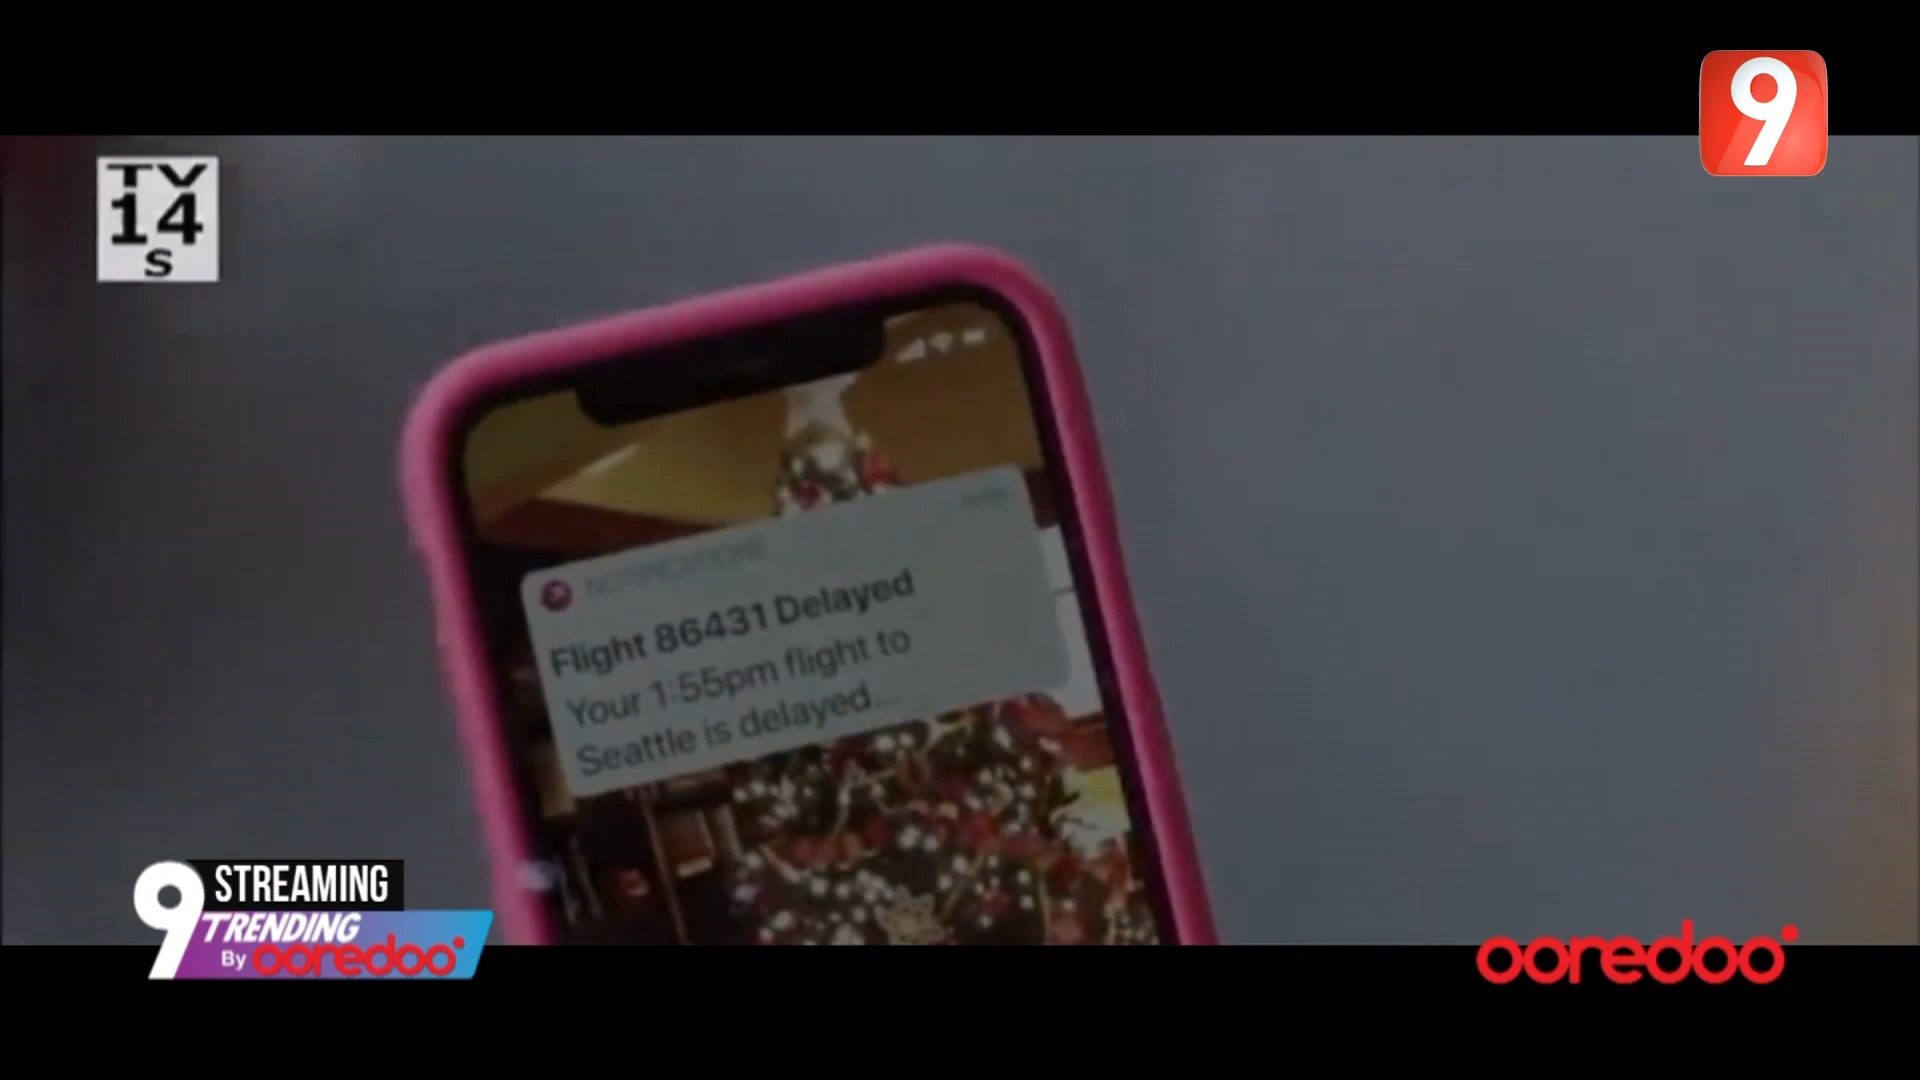 9
TV
14
S
NOTIFICATIONS
Flight 86431 Delayed
Your 1:55pm flight to
Seattle is delayed...
9 STREAMING
TRENDING
By ooredoo
ooredoo